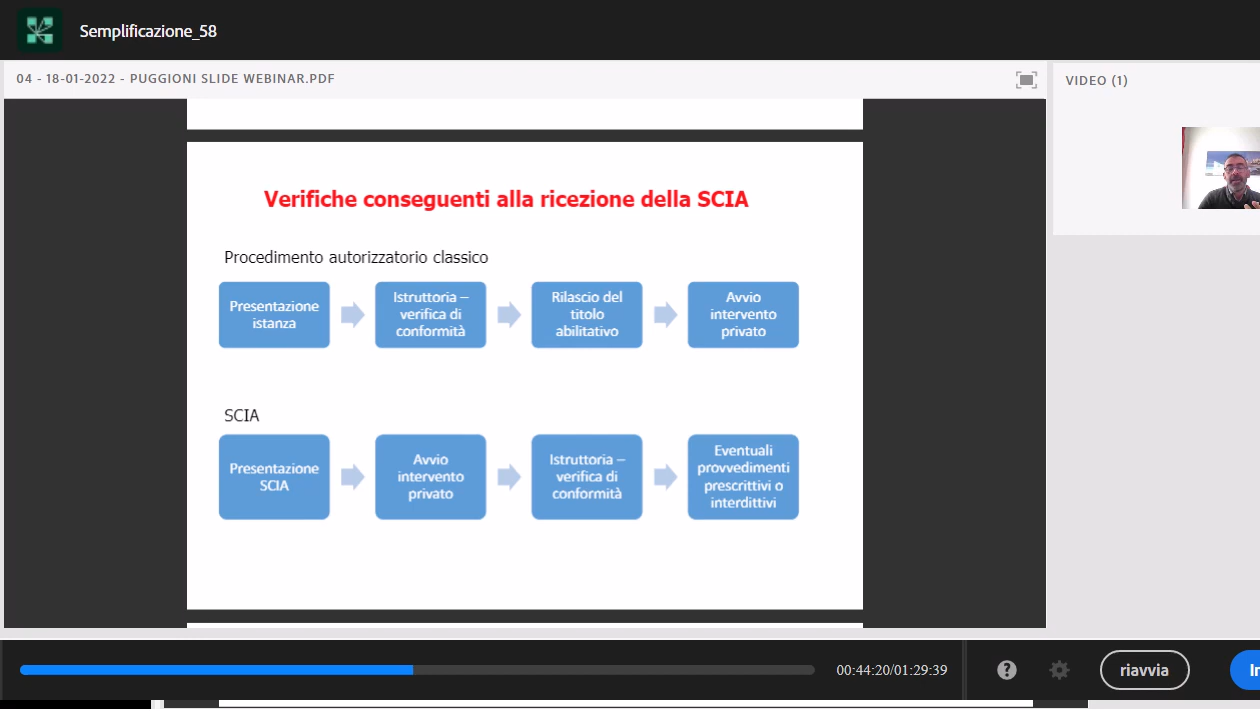 Semplificazione_58
04 - 18-01-2022 - PUGGIONI SLIDE WEBINAR.PDF
VIDEO (1)
Verifiche conseguenti alla ricezione della SCIA
Procedimento autorizzatorio classico
Presentazione
istanza
Istruttoria –
verifica di
conformità
Rilascio del
titolo
abilitativo
Avvio
intervento
privato
SCIA
Presentazione
SCIA
Avvio
intervento
privato
Istruttoria –
verifica di
conformità
Eventuali
provvedimenti
prescrittivi o
interdittivi
00:44:20/01:29:39
?
riavvia